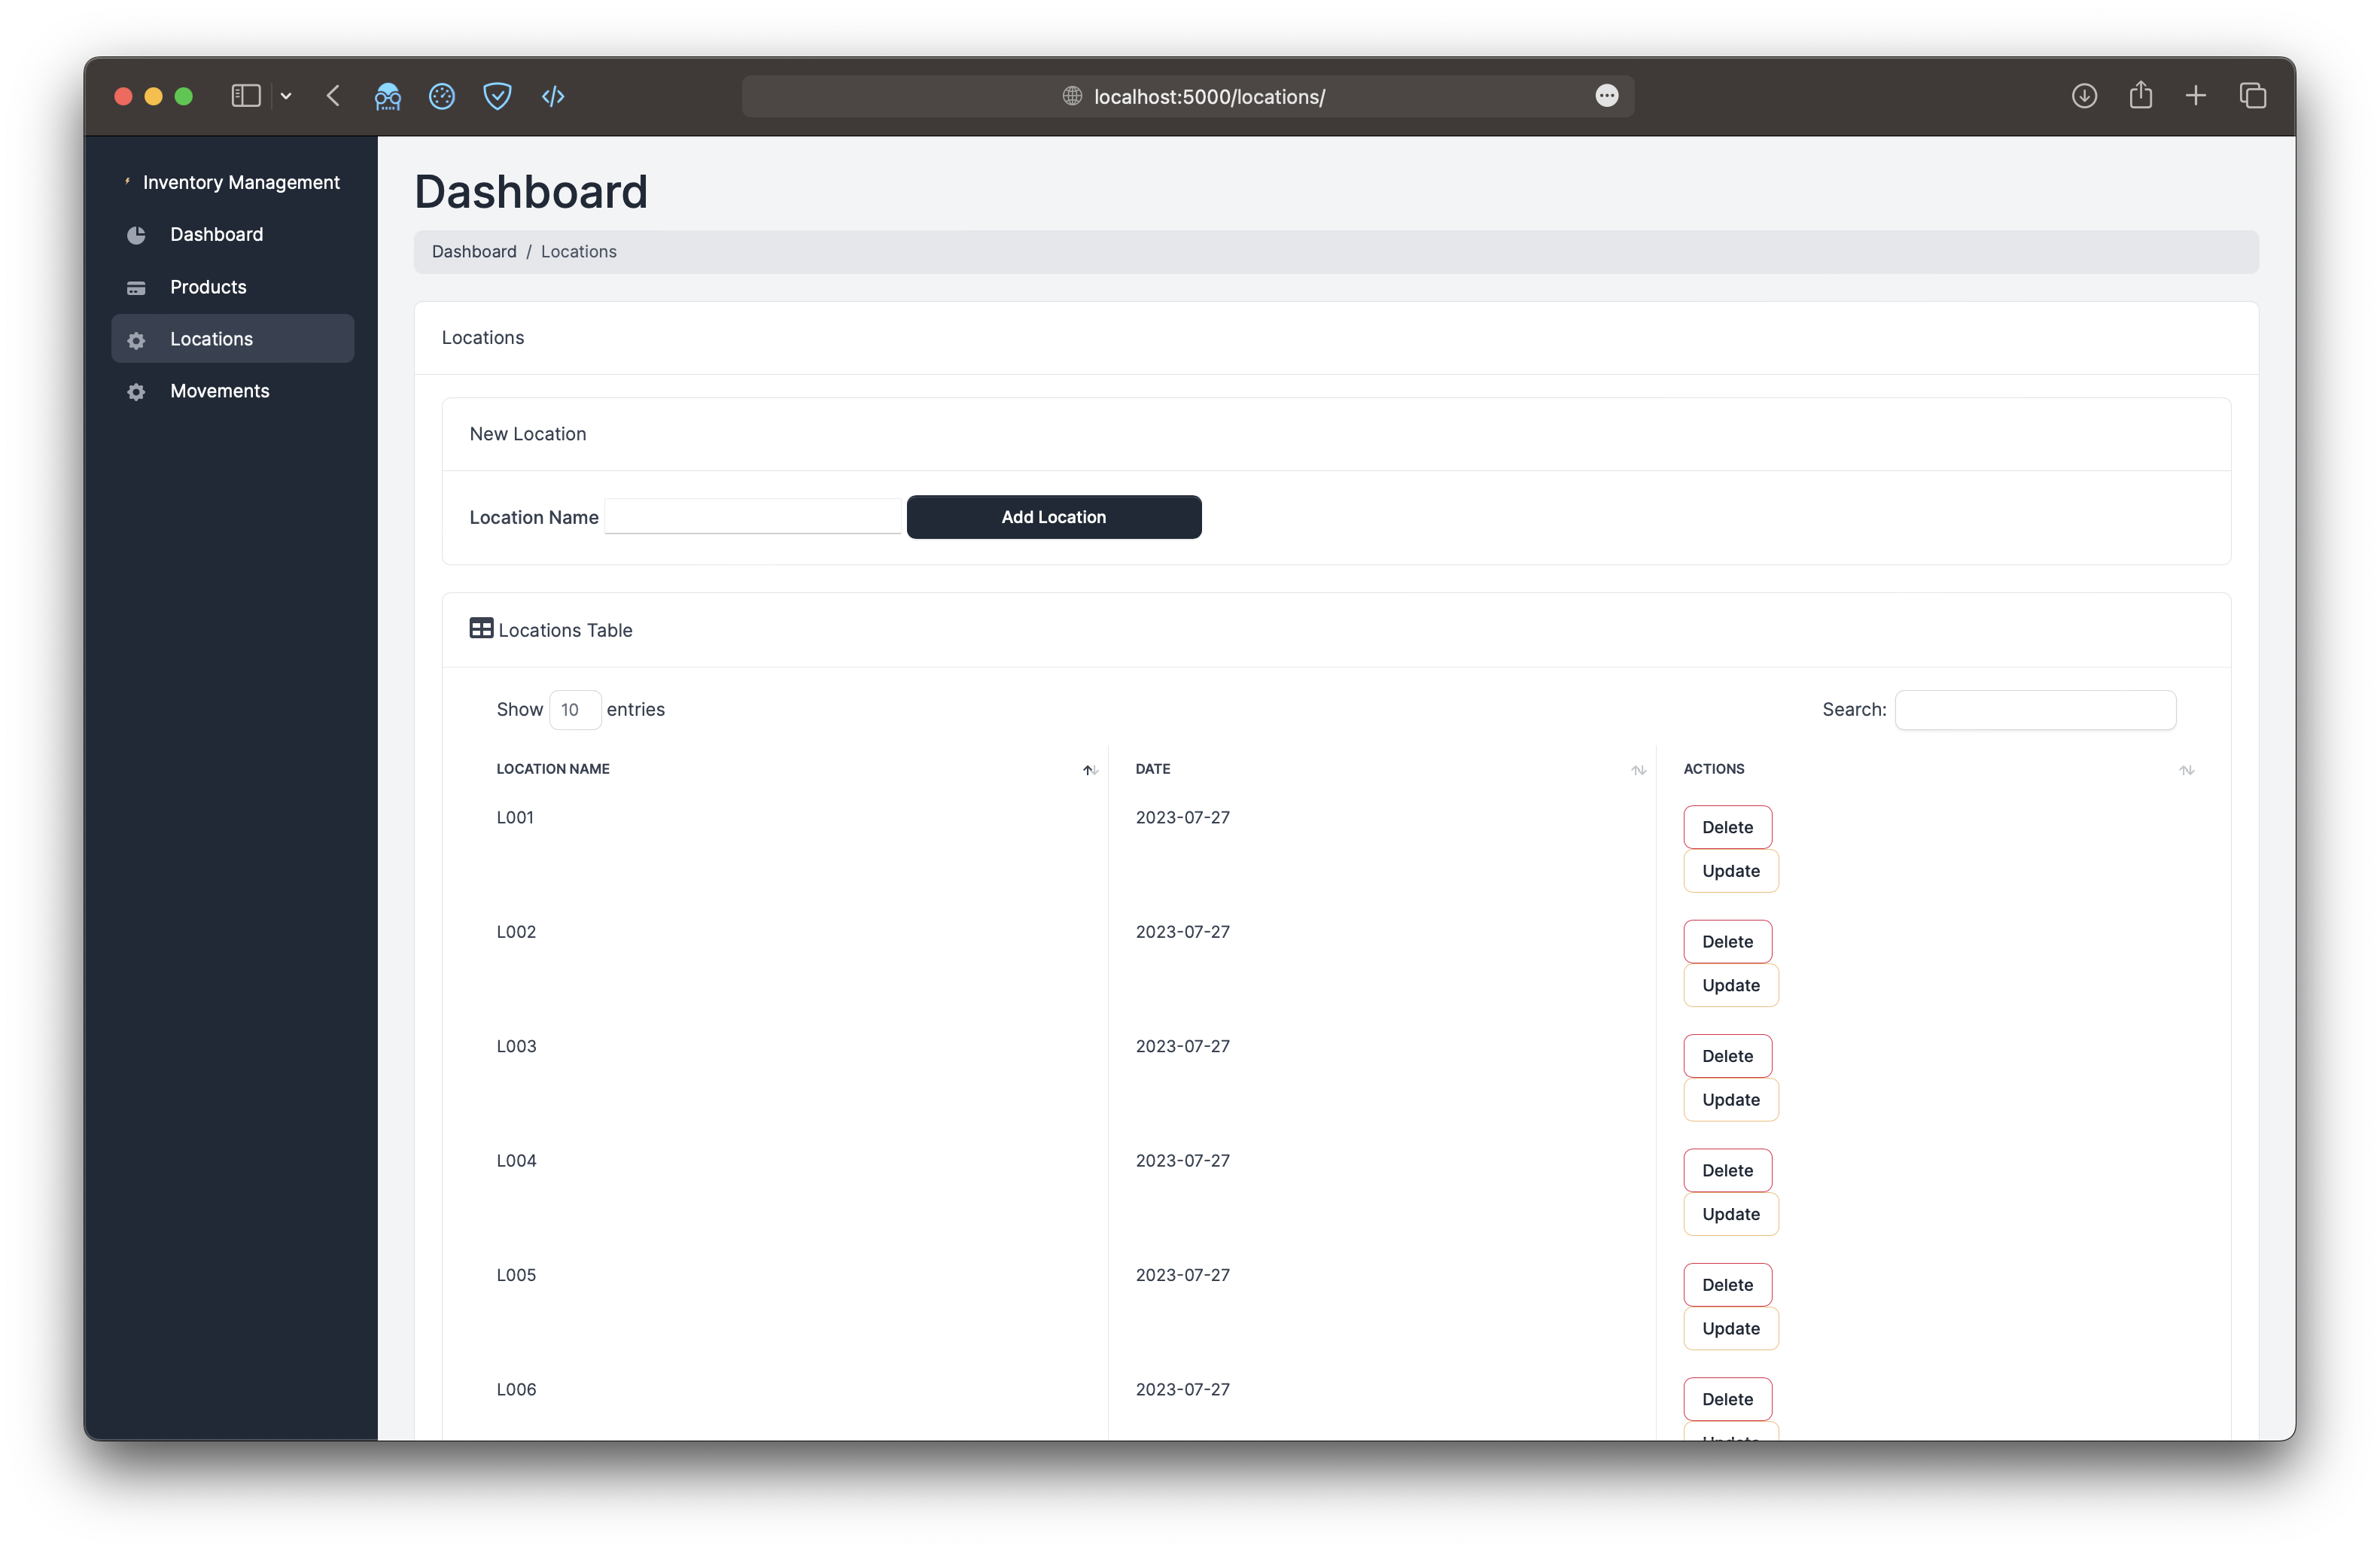 localhost:5000/locations/
Inventory Management
Dashboard
Products
Locations
Movements
Dashboard
Dashboard / Locations
Locations
New Location
Location Name Add Location
Locations Table
Show 10 entries Search:
LOCATION NAME DATE ACTIONS
L001 2023-07-27 Delete
Update
L002 2023-07-27 Delete
Update
L003 2023-07-27 Delete
Update
L004 2023-07-27 Delete
Update
L005 2023-07-27 Delete
Update
L006 2023-07-27 Delete